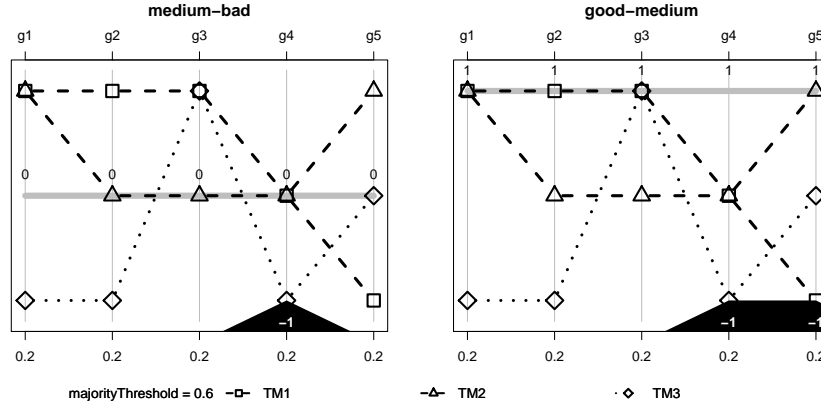 medium−bad
g1 g2 g3 g4 g5
0 0 0 0 0
−1
0.2 0.2 0.2 0.2 0.2
good−medium
g1 g2 g3 g4 g5
1 1 1 1 1
−1 −1
0.2 0.2 0.2 0.2 0.2
majorityThreshold = 0.6 TM1 TM2 TM3